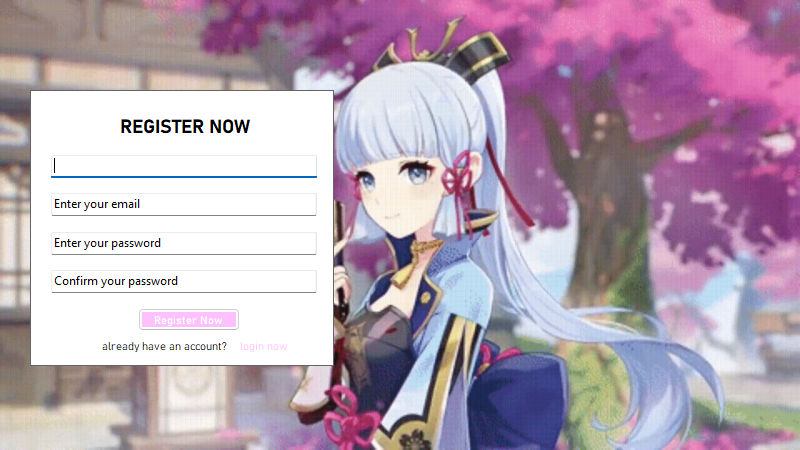 REGISTER NOW
Enter your email
Enter your password
Confirm your password
Register Now
already have an account? login now